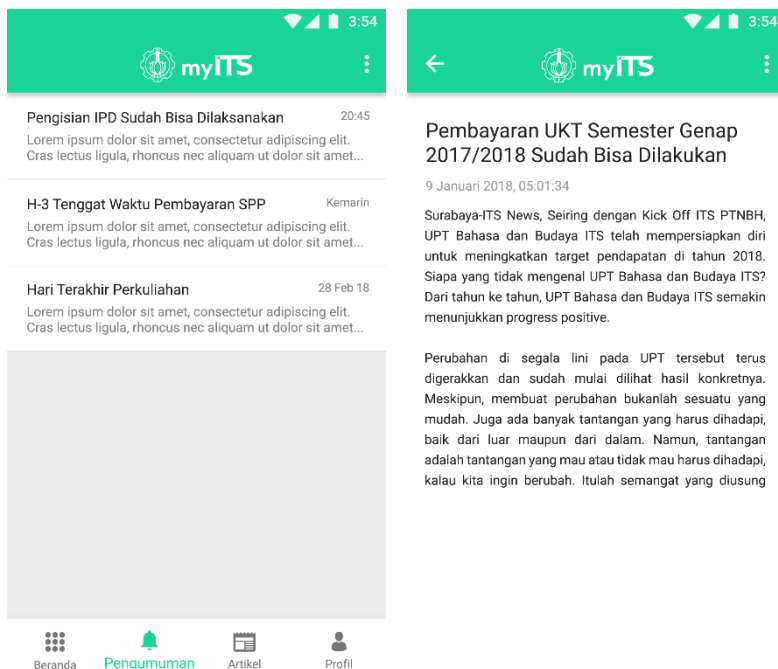 3:54
myITS
Pengisian IPD Sudah Bisa Dilaksanakan 20:45
Lorem ipsum dolor sit amet, consectetur adipiscing elit.
Cras lectus ligula, rhoncus nec aliquam ut dolor sit amet...
H-3 Tenggat Waktu Pembayaran SPP Kemarin
Lorem ipsum dolor sit amet, consectetur adipiscing elit.
Cras lectus ligula, rhoncus nec aliquam ut dolor sit amet...
Hari Terakhir Perkuliahan 28 Feb 18
Lorem ipsum dolor sit amet, consectetur adipiscing elit.
Cras lectus ligula, rhoncus nec aliquam ut dolor sit amet...
Beranda Pengumuman Artikel Profil
3:54
myITS
Pembayaran UKT Semester Genap
2017/2018 Sudah Bisa Dilakukan
9 Januari 2018, 05:01:34
Surabaya-ITS News, Seiring dengan Kick Off ITS PTNBH,
UPT Bahasa dan Budaya ITS telah mempersiapkan diri
untuk meningkatkan target pendapatan di tahun 2018.
Siapa yang tidak mengenal UPT Bahasa dan Budaya ITS?
Dari tahun ke tahun, UPT Bahasa dan Budaya ITS semakin
menunjukkan progress positive.
Perubahan di segala lini pada UPT tersebut terus
digerakkan dan sudah mulai dilihat hasil konkretnya.
Meskipun, membuat perubahan bukanlah sesuatu yang
mudah. Juga ada banyak tantangan yang harus dihadapi,
baik dari luar maupun dari dalam. Namun, tantangan
adalah tantangan yang mau atau tidak mau harus dihadapi,
kalau kita ingin berubah. Itulah semangat yang diusung